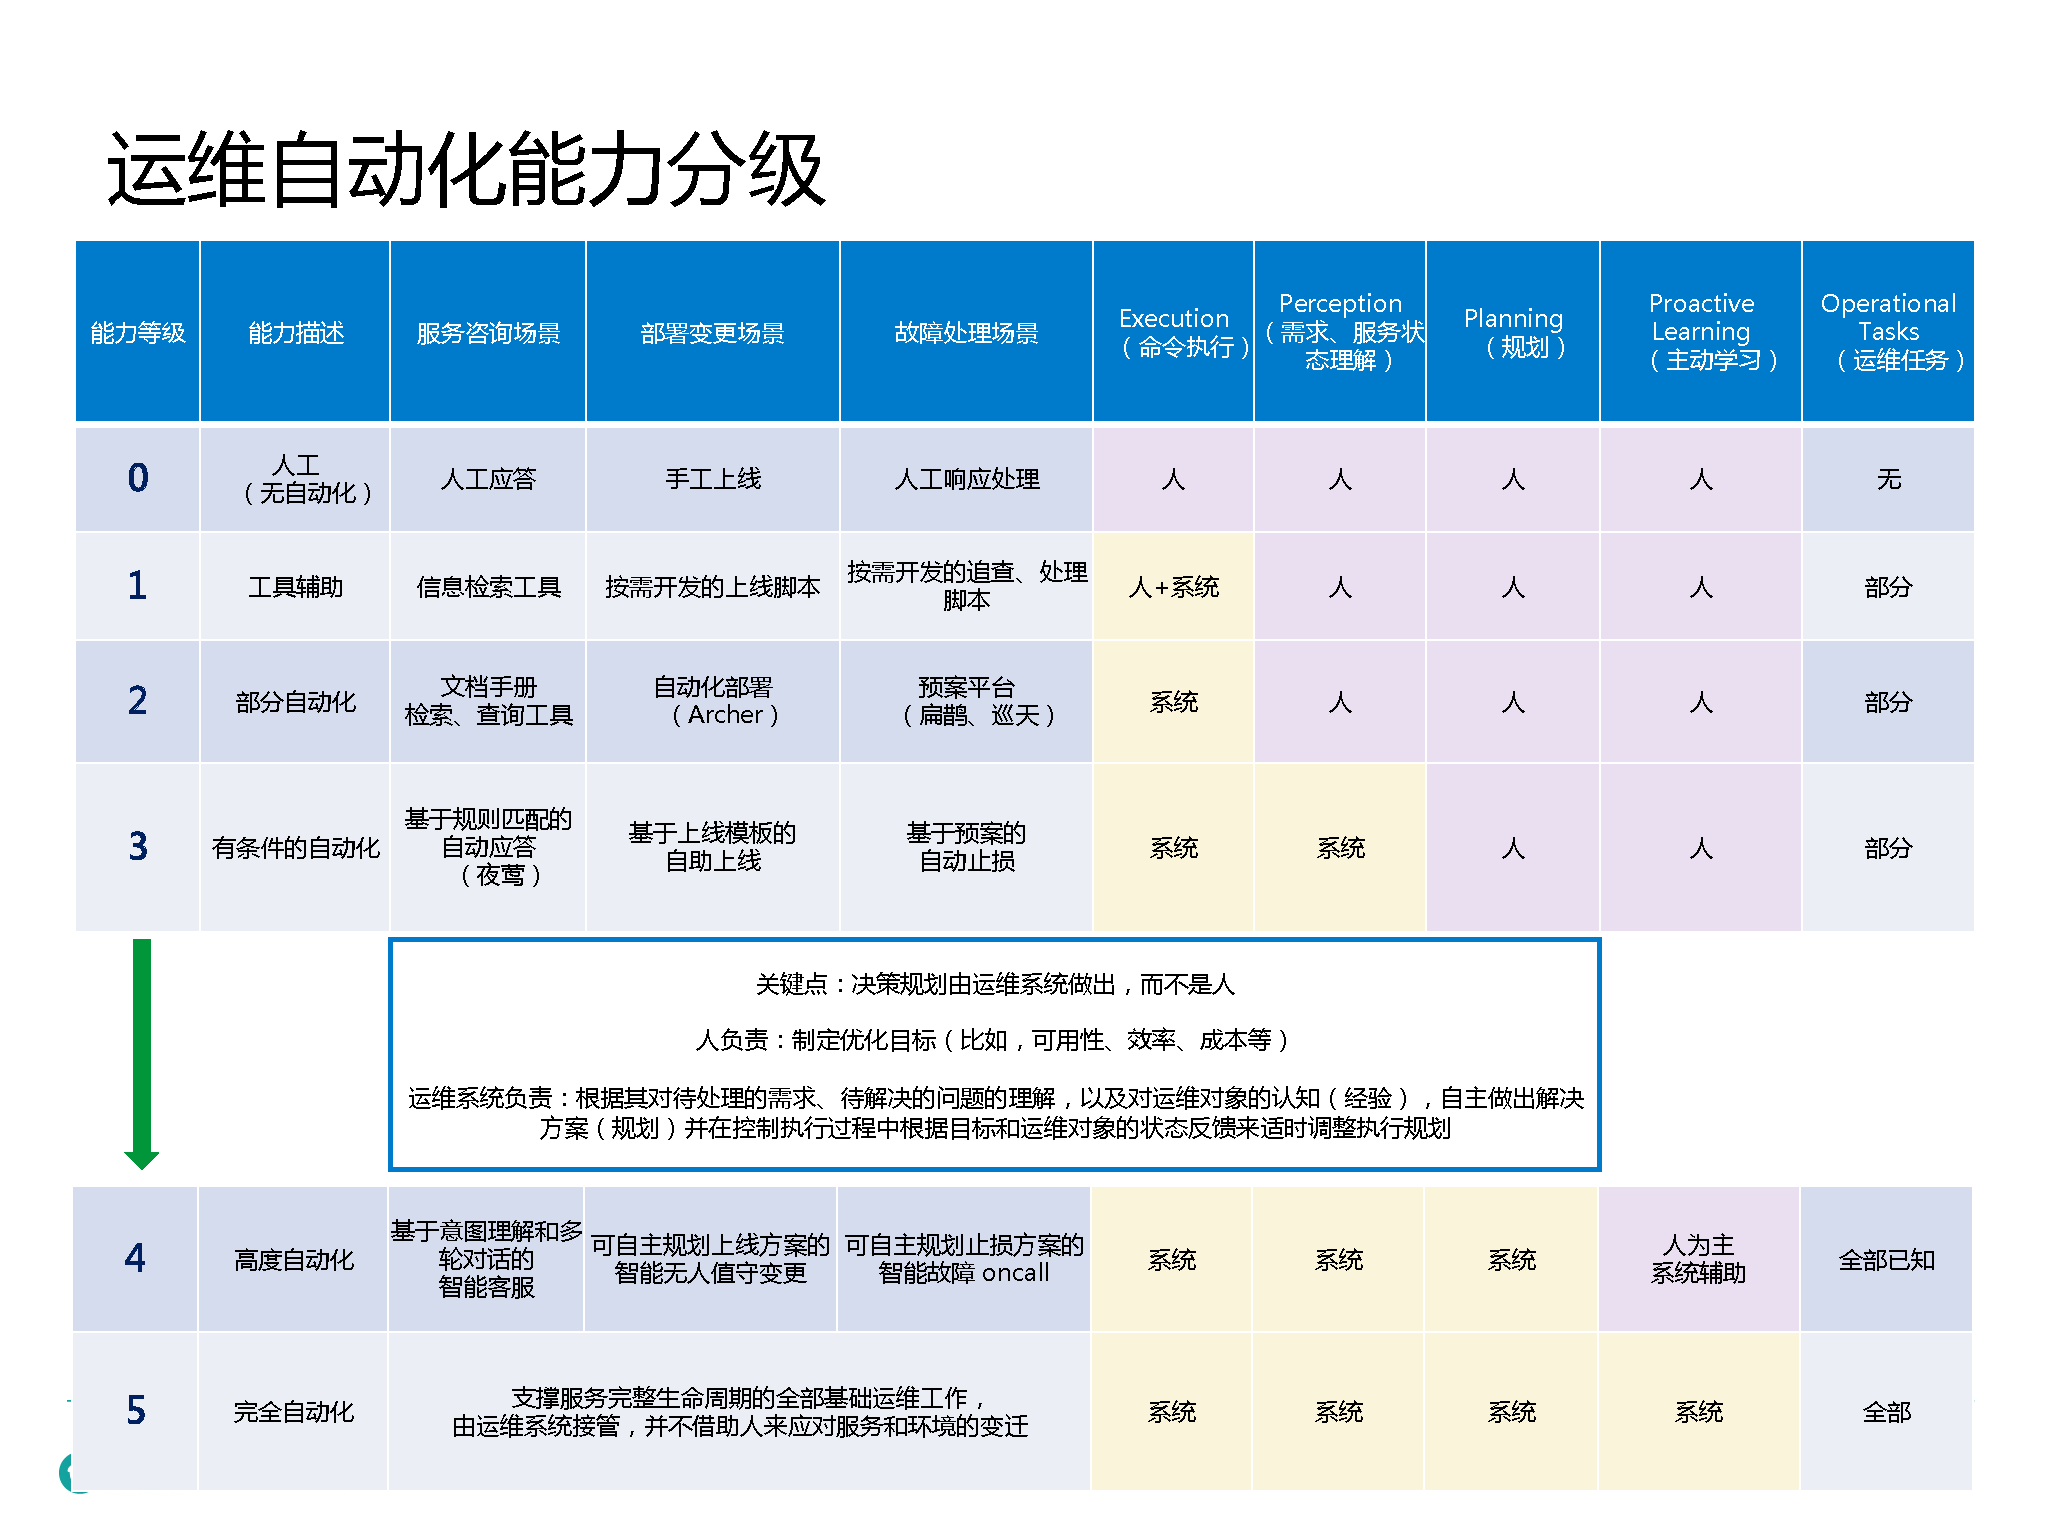 运维自动化能力分级
能力等级
能力描述
服务咨询场景
部署变更场景
故障处理场景
Execution
（命令执行）
Perception
（需求、服务状
态理解）
Planning
（规划）
Proactive
Learning
（主动学习）
Operational
Tasks
（运维任务）
0
人工
（无自动化）
人工应答
手工上线
人工响应处理
人
人
人
人
无
1
工具辅助
信息检索工具
按需开发的上线脚本
按需开发的追查、处理
脚本
人+系统
人
人
人
部分
2
部分自动化
文档手册
检索、查询工具
自动化部署
（Archer）
预案平台
（扁鹊、巡天）
系统
人
人
人
部分
3
有条件的自动化
基于规则匹配的
自动应答
（夜莺）
基于上线模板的
自助上线
基于预案的
自动止损
系统
系统
人
人
部分
关键点：决策规划由运维系统做出，而不是人
人负责：制定优化目标（比如，可用性、效率、成本等）
运维系统负责：根据其对待处理的需求、待解决的问题的理解，以及对运维对象的认知（经验），自主做出解决
方案（规划）并在控制执行过程中根据目标和运维对象的状态反馈来适时调整执行规划
4
高度自动化
基于意图理解和多
轮对话的
智能客服
可自主规划上线方案的
智能无人值守变更
可自主规划止损方案的
智能故障 oncall
系统
系统
系统
人为主
系统辅助
全部已知
5
完全自动化
支撑服务完整生命周期的全部基础运维工作，
由运维系统接管，并不借助人来应对服务和环境的变迁
系统
系统
系统
系统
全部